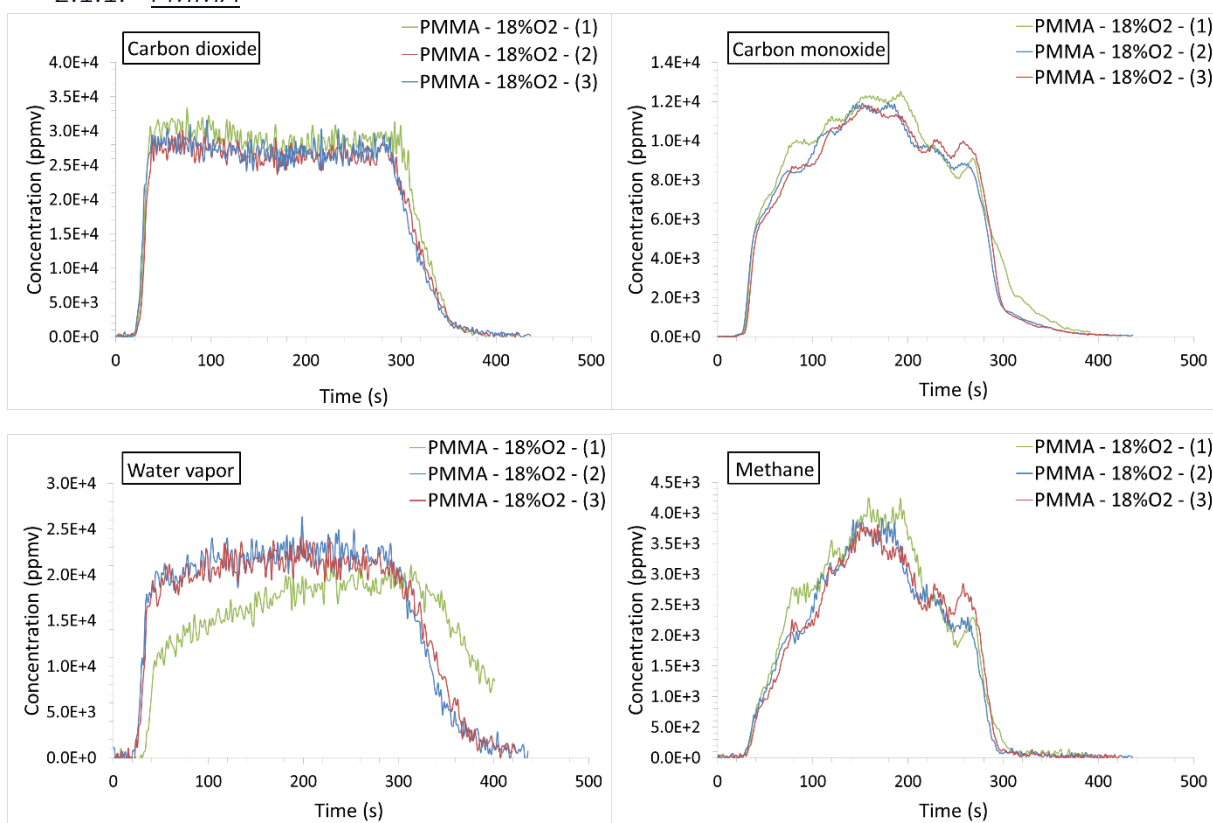 2.1.1. PMMA
Carbon dioxide
PMMA - 18%O2 - (1)
PMMA - 18%O2 - (2)
PMMA - 18%O2 - (3)
Concentration (ppmv)
4.0E+4
3.5E+4
3.0E+4
2.5E+4
2.0E+4
1.5E+4
1.0E+4
5.0E+3
0.0E+0
0 100 200 300 400 500
Time (s)
Carbon monoxide
PMMA - 18%O2 - (1)
PMMA - 18%O2 - (2)
PMMA - 18%O2 - (3)
Concentration (ppmv)
1.4E+4
1.2E+4
1.0E+4
8.0E+3
6.0E+3
4.0E+3
2.0E+3
0.0E+0
0 100 200 300 400 500
Time (s)
Water vapor
PMMA - 18%O2 - (1)
PMMA - 18%O2 - (2)
PMMA - 18%O2 - (3)
Concentration (ppmv)
3.0E+4
2.5E+4
2.0E+4
1.5E+4
1.0E+4
5.0E+3
0.0E+0
0 100 200 300 400 500
Time (s)
Methane
PMMA - 18%O2 - (1)
PMMA - 18%O2 - (2)
PMMA - 18%O2 - (3)
Concentration (ppmv)
4.5E+3
4.0E+3
3.5E+3
3.0E+3
2.5E+3
2.0E+3
1.5E+3
1.0E+3
5.0E+2
0.0E+0
0 100 200 300 400 500
Time (s)